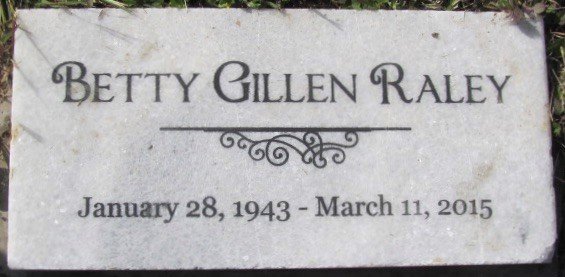 Betty Gillen Raley
January 28, 1943 - March 11, 2015